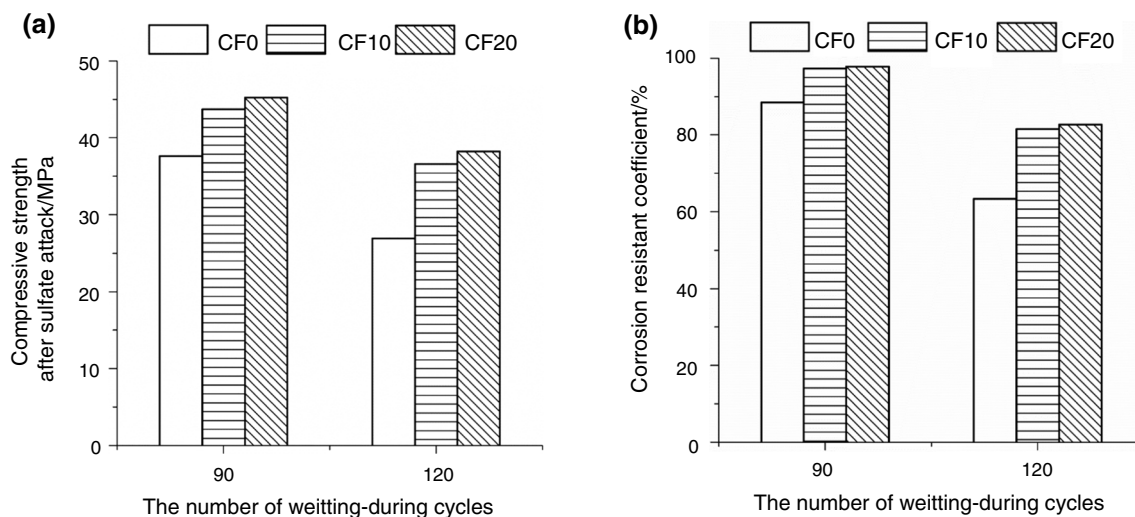 (a)
CF0 CF10 CF20
50
40
30
20
10
0
Compressive strength
after sulfate attack/MPa
90 120
The number of weitting-during cycles
(b)
CF0 CF10 CF20
100
80
60
40
20
0
Corrosion resistant coefficient/%
90 120
The number of weitting-during cycles